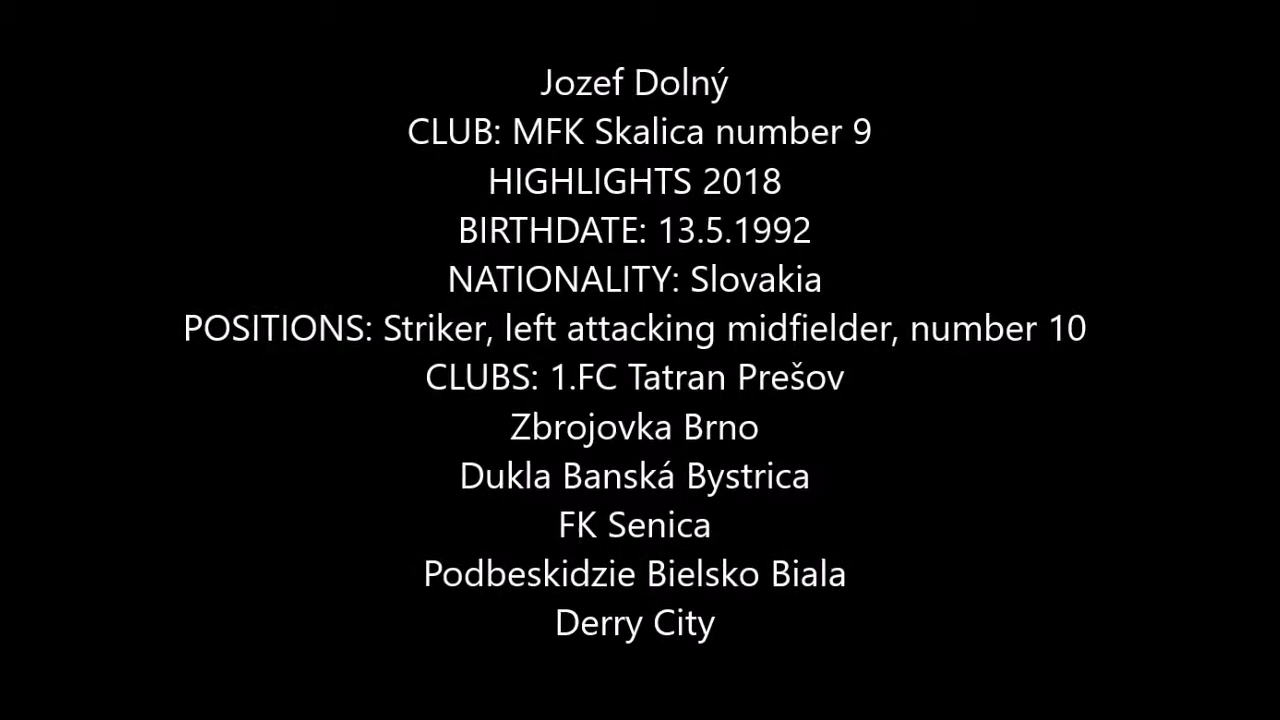 Jozef Dolný
CLUB: MFK Skalica number 9
HIGHLIGHTS 2018
BIRTHDATE: 13.5.1992
NATIONALITY: Slovakia
POSITIONS: Striker, left attacking midfielder, number 10
CLUBS: 1.FC Tatran Prešov
Zbrojovka Brno
Dukla Banská Bystrica
FK Senica
Podbeskidzie Bielsko Biala
Derry City